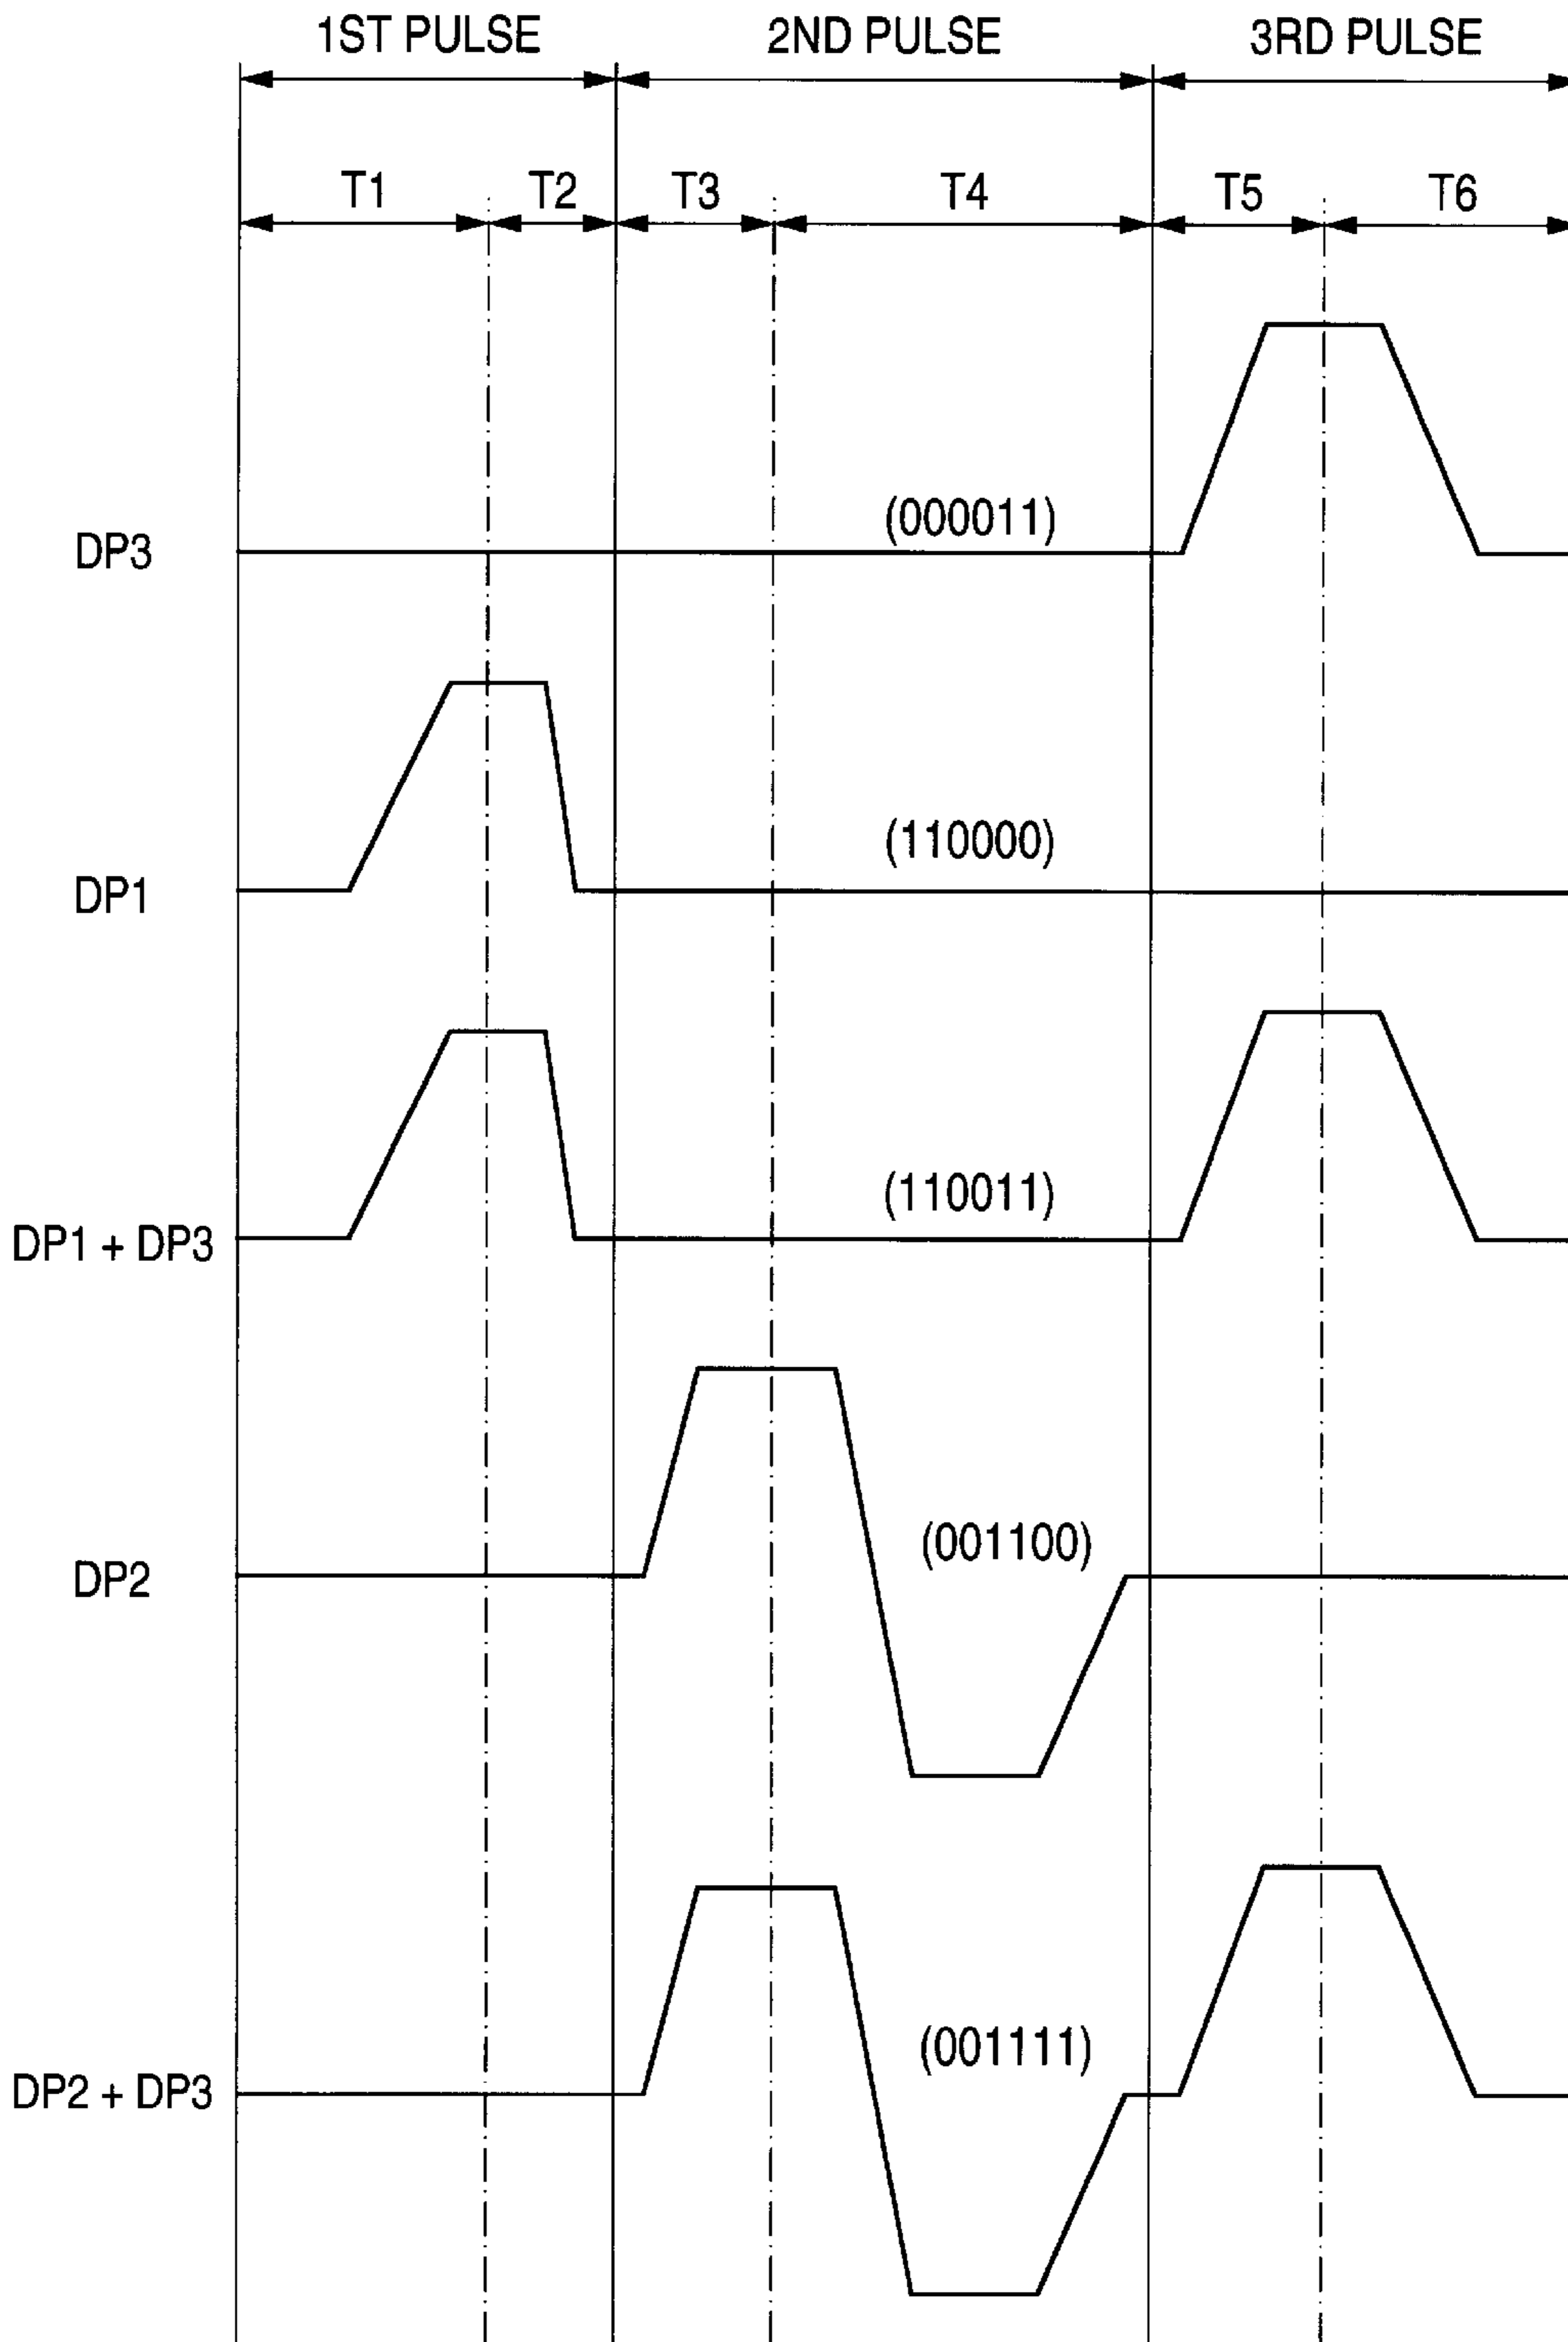 1ST PULSE 2ND PULSE 3RD PULSE
T1 T2 T3 T4 T5 T6
(000011)
DP3
(110000)
DP1
(110011)
DP1 + DP3
(001100)
DP2
(001111)
DP2 + DP3